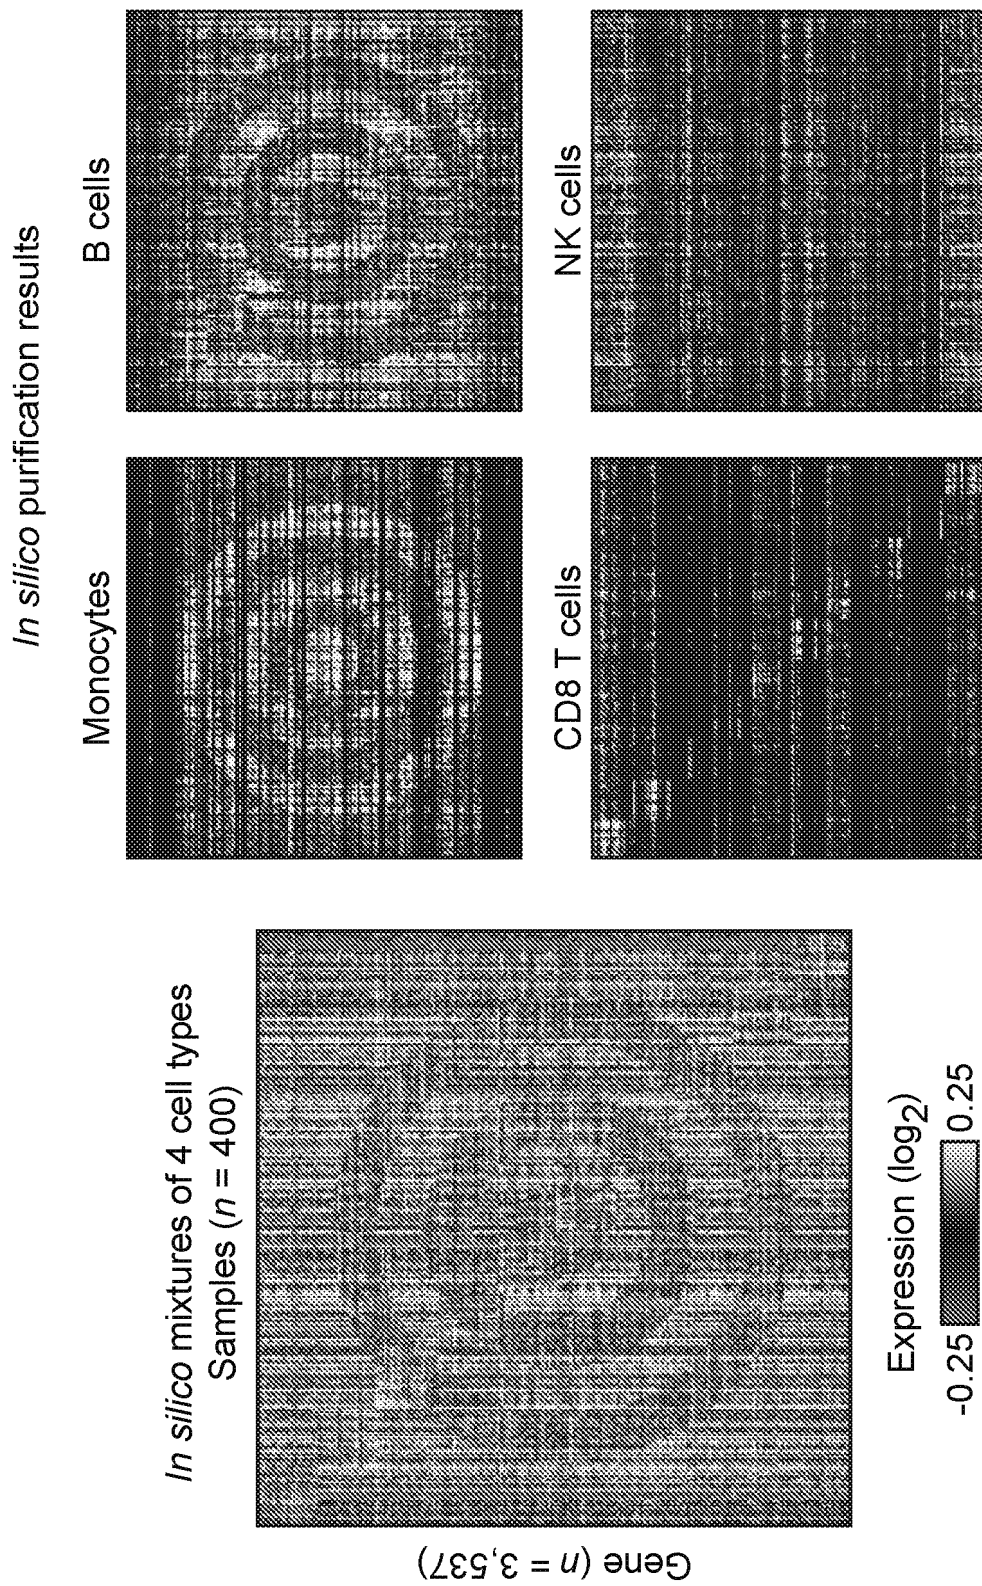 In silico purification results
In silico mixtures of 4 cell types
Samples (n = 400)
Gene (n = 3,537)
Monocytes
B cells
CD8 T cells
NK cells
Expression (log2)
-0.25
0.25